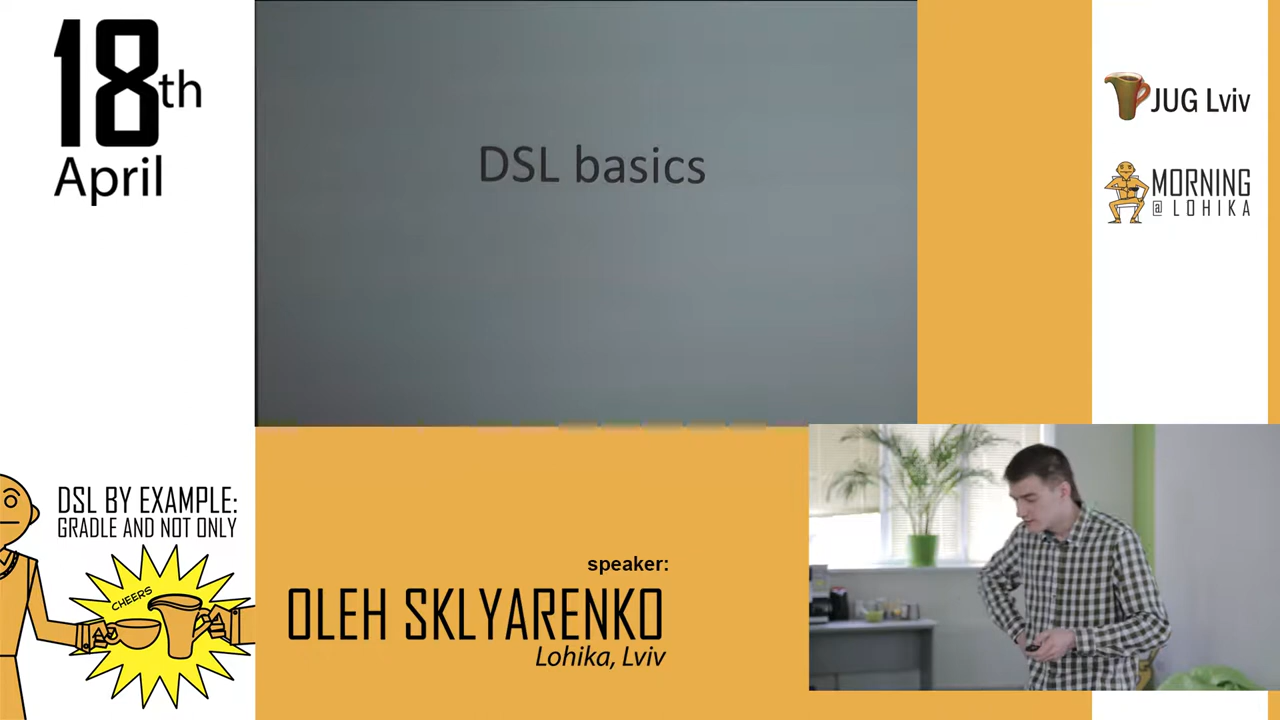 18th
April
DSL basics
JUG Lviv
MORNING
@ LOHIKA
DSL BY EXAMPLE:
GRADLE AND NOT ONLY
CHEERS
speaker:
OLEH SKLYARENKO
Lohika, Lviv